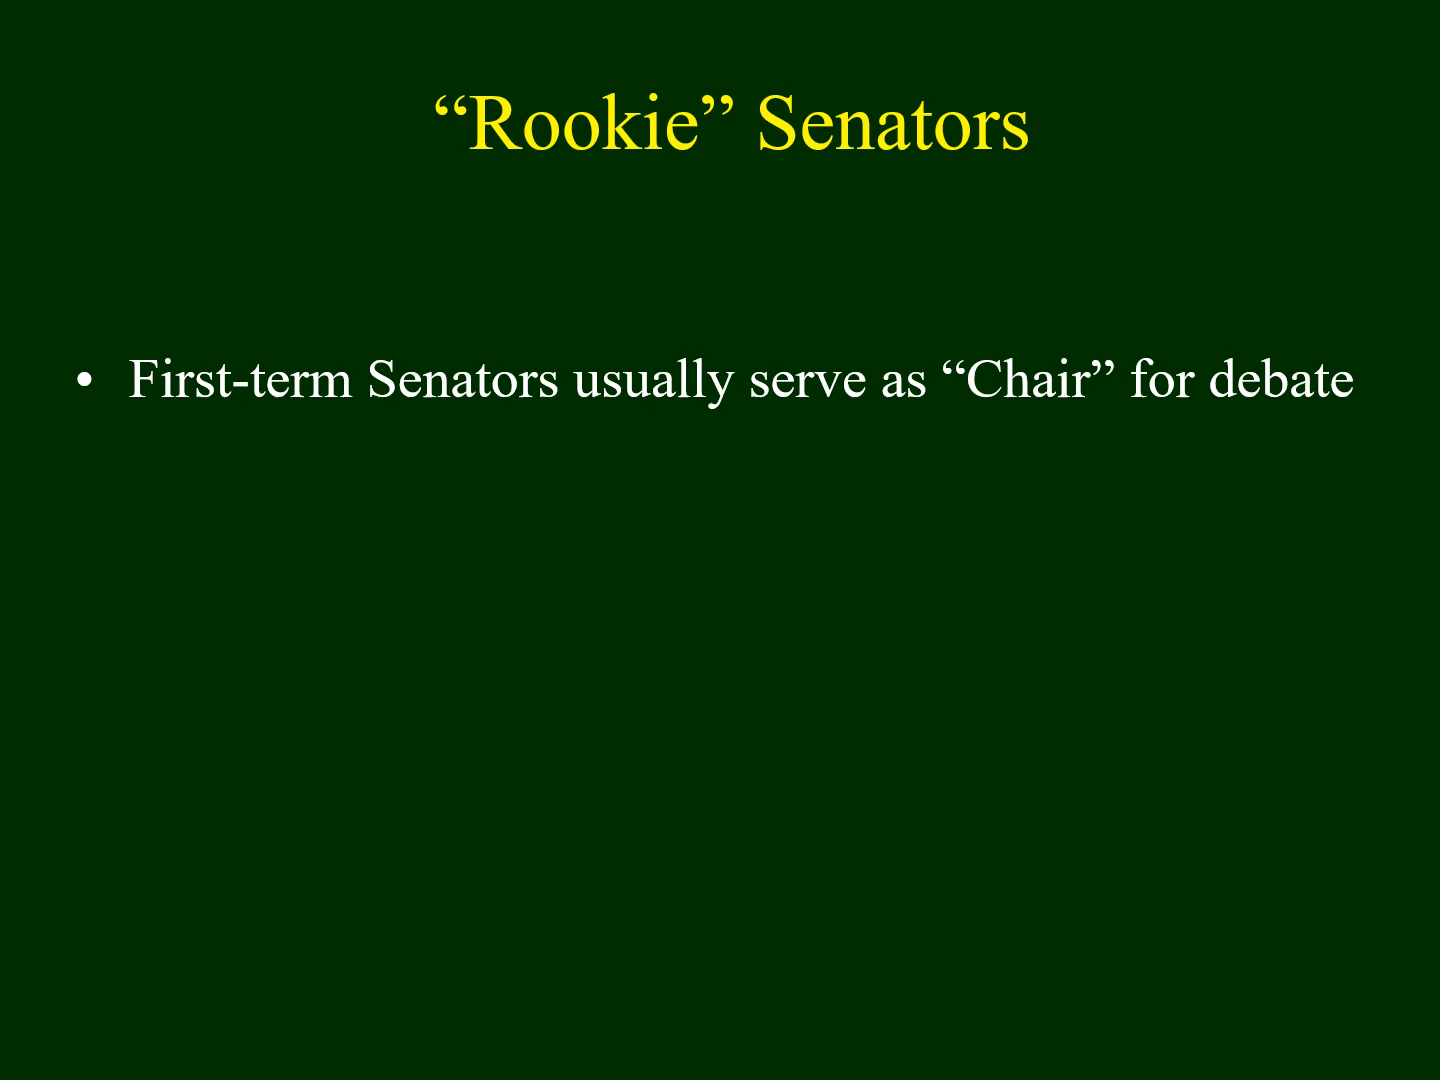 “Rookie” Senators
• First-term Senators usually serve as “Chair” for debate